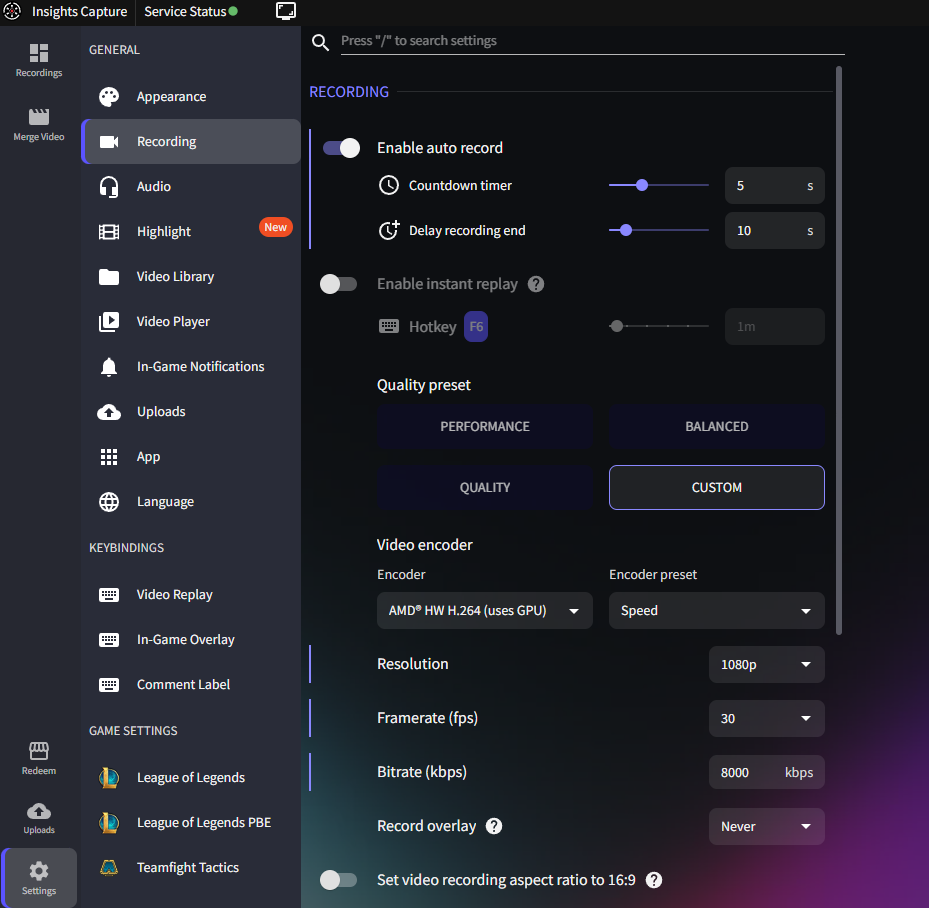 Insights Capture
Service Status
Recordings
Merge Video
Redeem
Uploads
Settings
GENERAL
Appearance
Recording
Audio
Highlight New
Video Library
Video Player
In-Game Notifications
Uploads
App
Language
KEYBINDINGS
Video Replay
In-Game Overlay
Comment Label
GAME SETTINGS
League of Legends
League of Legends PBE
Teamfight Tactics
Press "/" to search settings
RECORDING
Enable auto record
Countdown timer 5 s
Delay recording end 10 s
Enable instant replay ?
Hotkey F6 1m
Quality preset
PERFORMANCE BALANCED
QUALITY CUSTOM
Video encoder
Encoder Encoder preset
AMD® HW H.264 (uses GPU) Speed
Resolution 1080p
Framerate (fps) 30
Bitrate (kbps) 8000 kbps
Record overlay ? Never
Set video recording aspect ratio to 16:9 ?